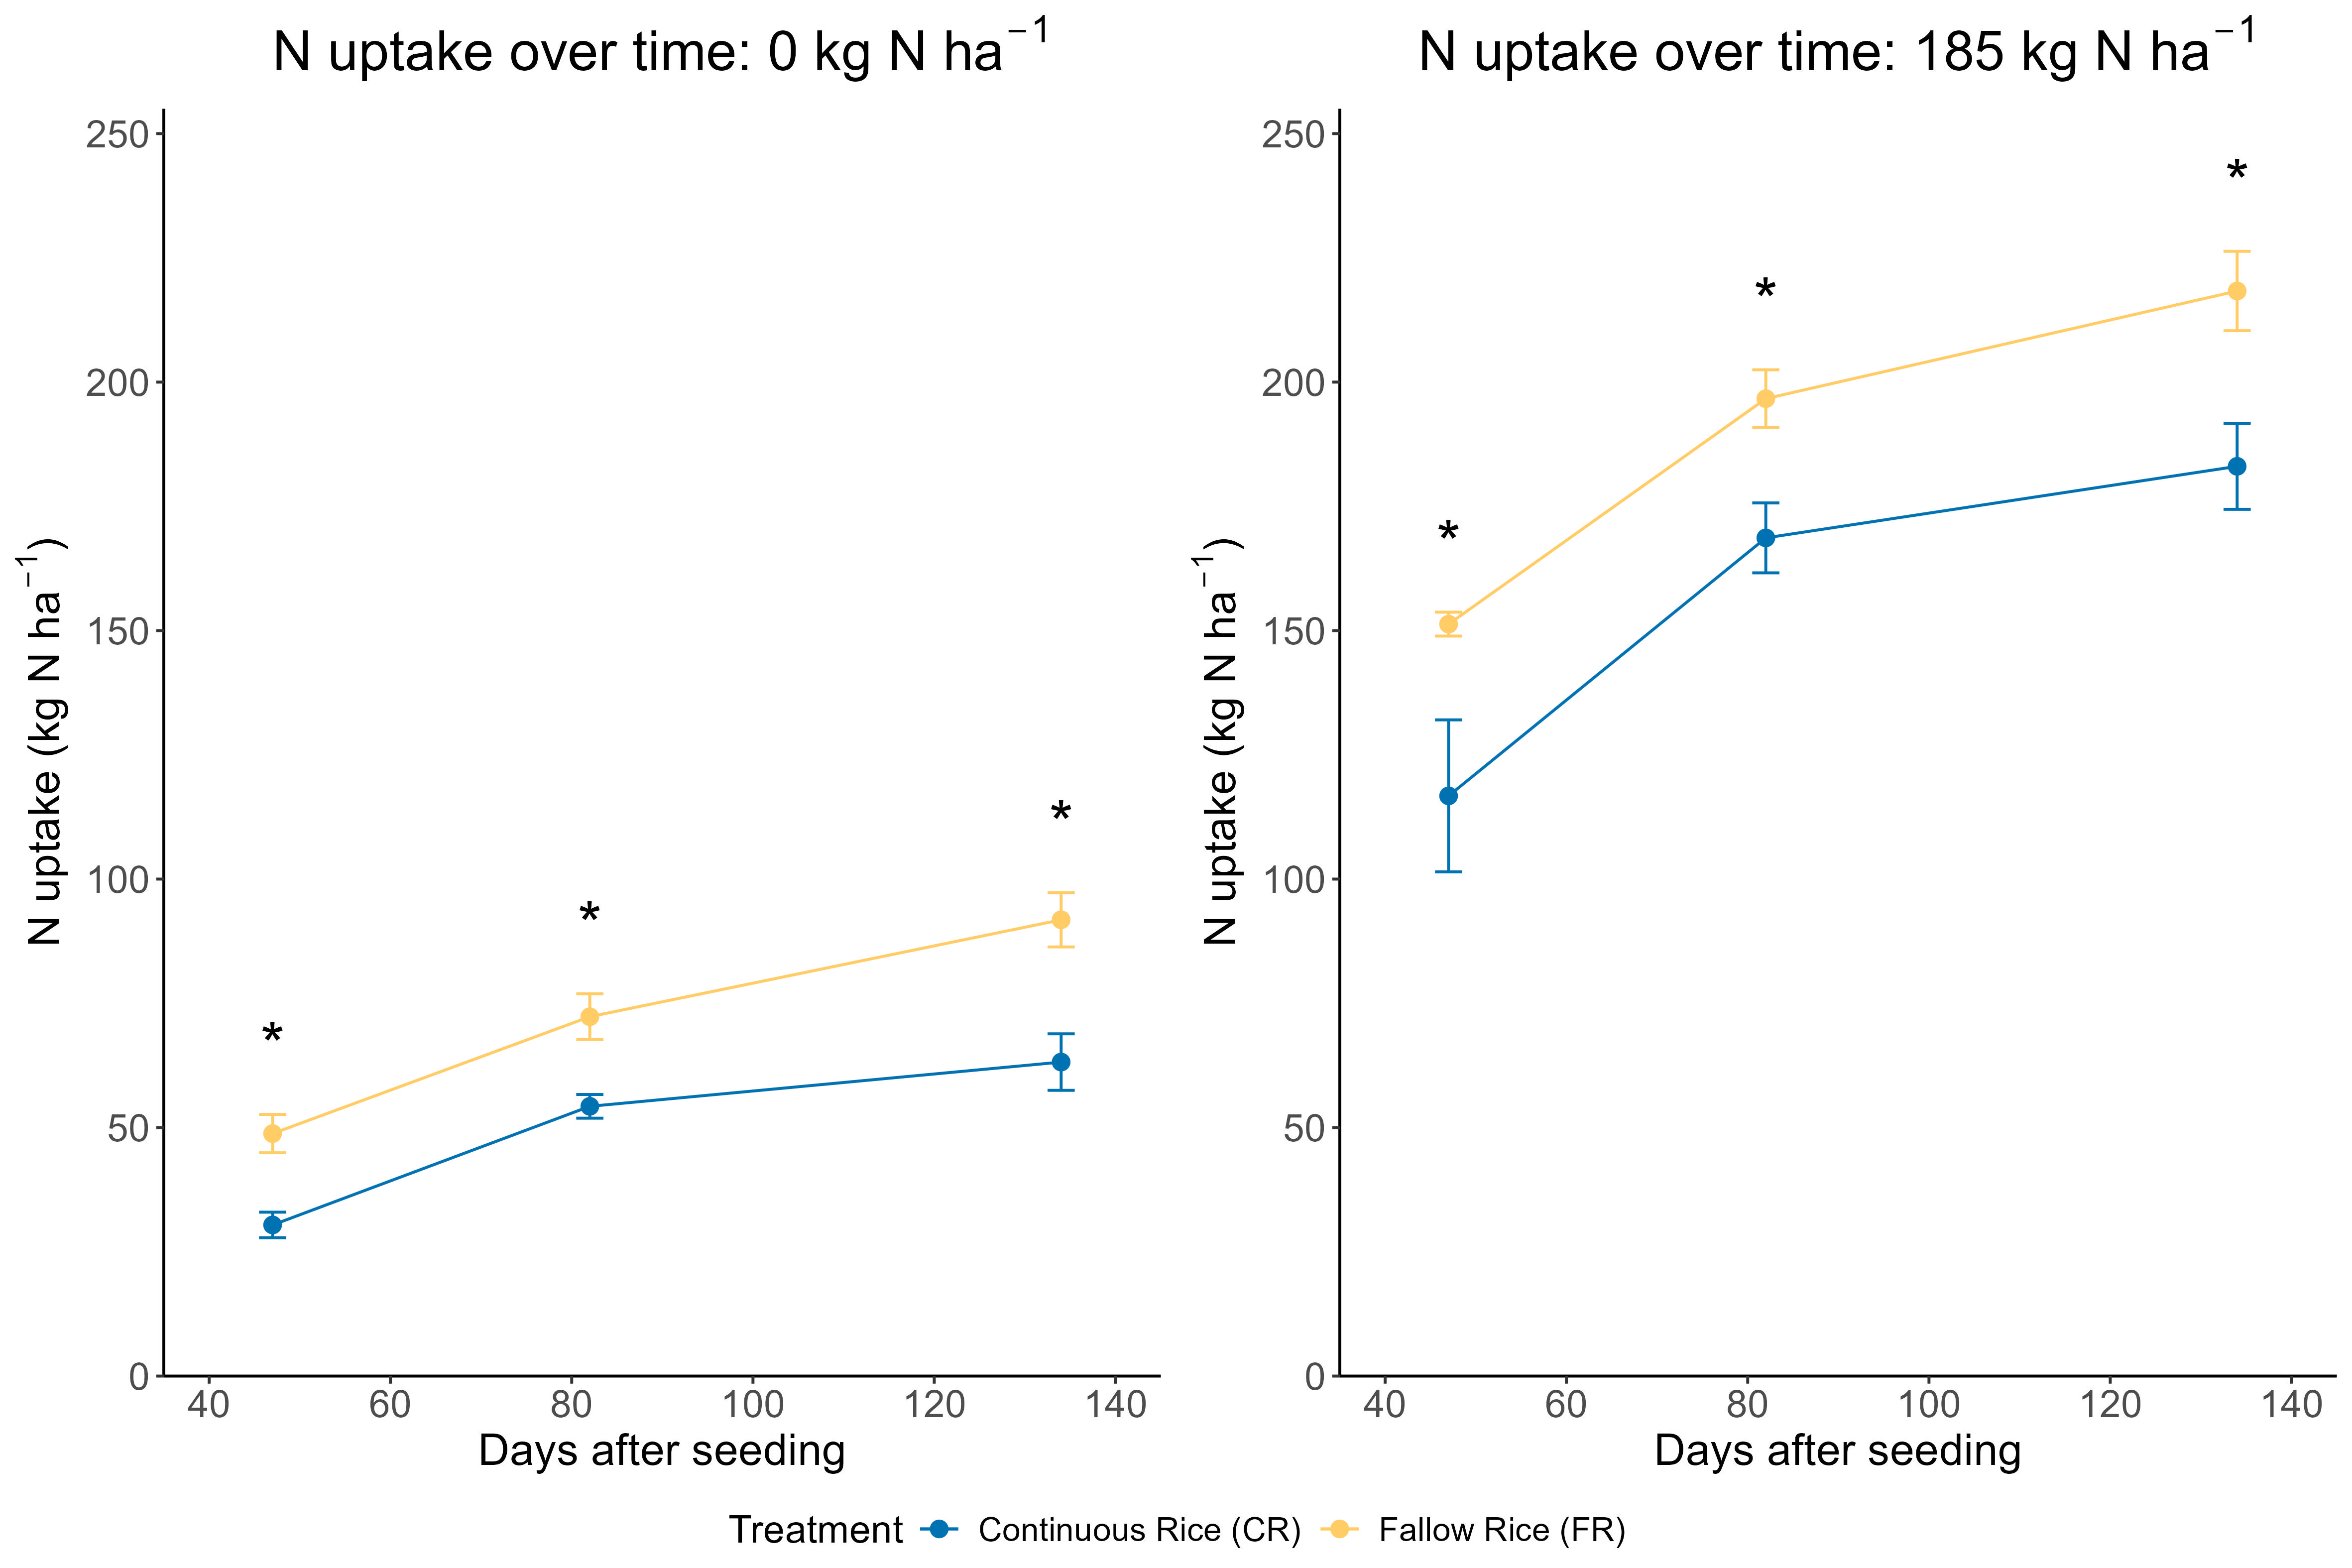 N uptake over time: 0 kg N ha⁻¹
N uptake (kg N ha⁻¹)
250
200
150
100
50
0
*
*
*
40 60 80 100 120 140
Days after seeding
N uptake over time: 185 kg N ha⁻¹
N uptake (kg N ha⁻¹)
250
200
150
100
50
0
*
*
*
40 60 80 100 120 140
Days after seeding
Treatment Continuous Rice (CR) Fallow Rice (FR)